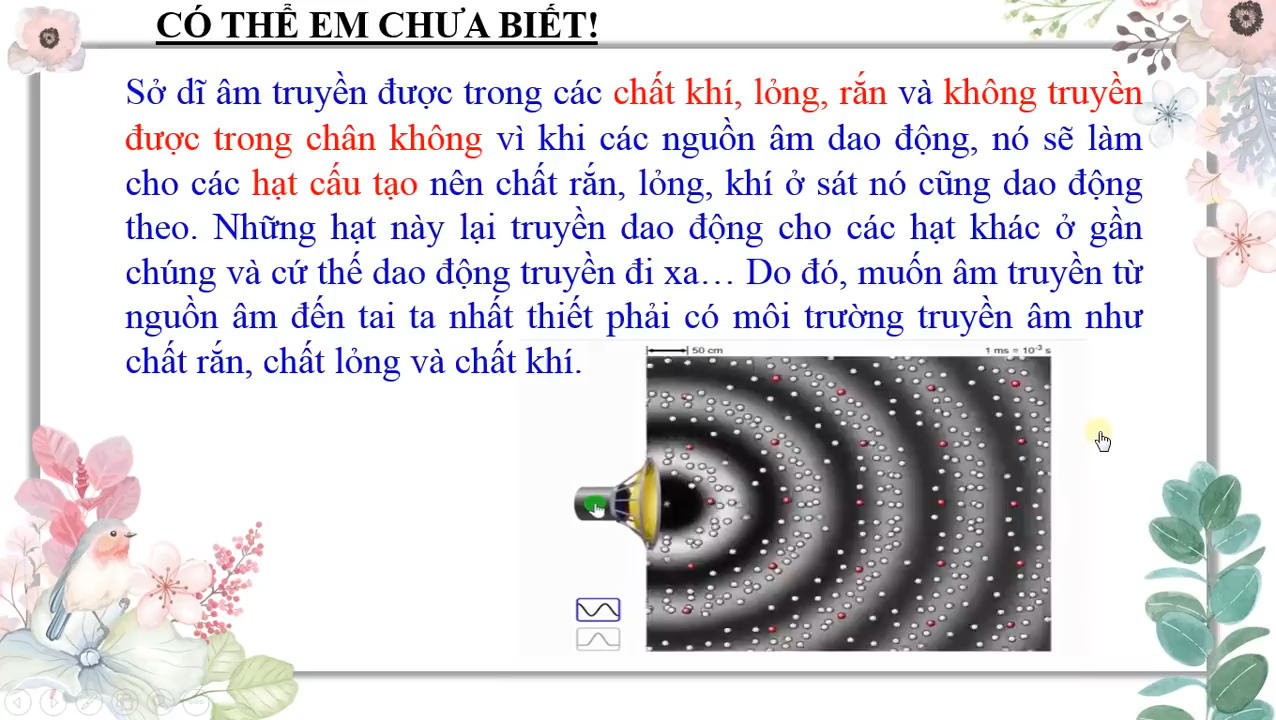 CÓ THỂ EM CHƯA BIẾT!
Sở dĩ âm truyền được trong các chất khí, lỏng, rắn và không truyền
được trong chân không vì khi các nguồn âm dao động, nó sẽ làm
cho các hạt cấu tạo nên chất rắn, lỏng, khí ở sát nó cũng dao động
theo. Những hạt này lại truyền dao động cho các hạt khác ở gần
chúng và cứ thế dao động truyền đi xa… Do đó, muốn âm truyền từ
nguồn âm đến tai ta nhất thiết phải có môi trường truyền âm như
chất rắn, chất lỏng và chất khí.
50 cm
1 ms = 10⁻³ s